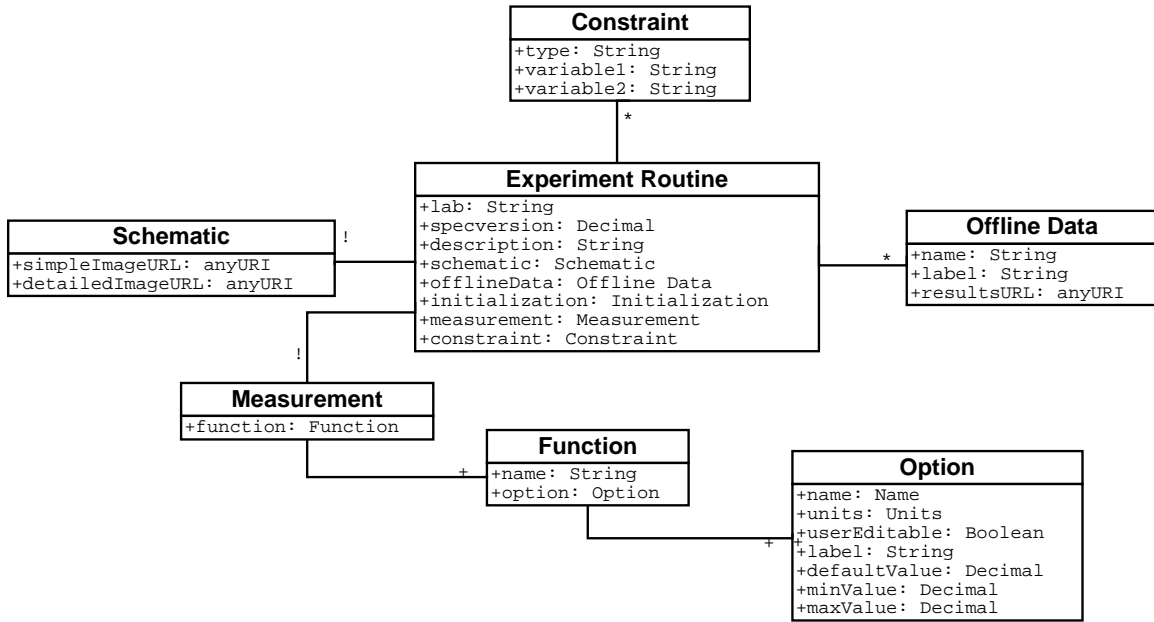 Constraint
+type: String
+variable1: String
+variable2: String
*
Experiment Routine
+lab: String
+specversion: Decimal
+description: String
+schematic: Schematic
+offlineData: Offline Data
+initialization: Initialization
+measurement: Measurement
+constraint: Constraint
!
Schematic
+simpleImageURL: anyURI
+detailedImageURL: anyURI
*
Offline Data
+name: String
+label: String
+resultsURL: anyURI
!
Measurement
+function: Function
+
Function
+name: String
+option: Option
+ +
Option
+name: Name
+units: Units
+userEditable: Boolean
+label: String
+defaultValue: Decimal
+minValue: Decimal
+maxValue: Decimal